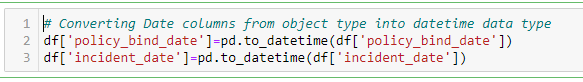 1 # Converting Date columns from object type into datetime data type
2 df['policy_bind_date']=pd.to_datetime(df['policy_bind_date'])
3 df['incident_date']=pd.to_datetime(df['incident_date'])